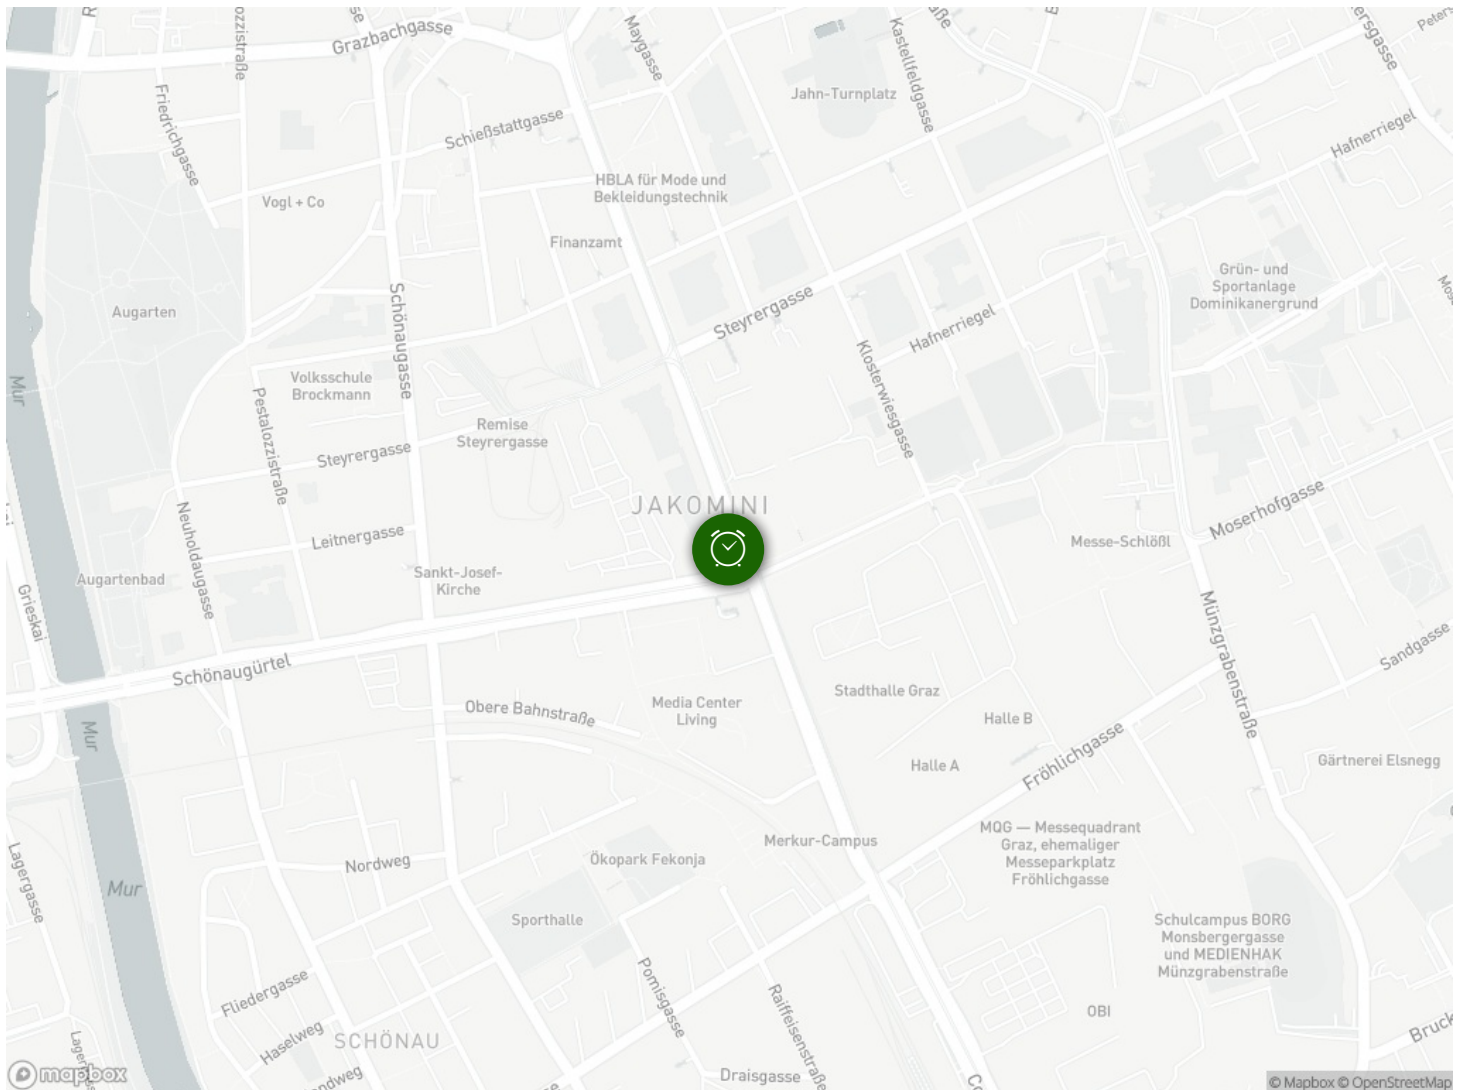 Grazbachgasse
Maygasse
Kastellfeldgasse
Jahn-Turnplatz
Friedrichgasse
Schießstattgasse
Hafnerriegel
HBLA für Mode und
Bekleidungstechnik
Vogl + Co
Finanzamt
Grün- und
Sportanlage
Dominikanergrund
Augarten
Schönaugasse
Steyrergasse
Hafnerriegel
Klosterwiesgasse
Mur
Volksschule
Brockmann
Pestalozzistraße
Remise
Steyrergasse
Steyrergasse
JAKOMINI
Moserhofgasse
Neuholdaugasse
Leitnergasse
Messe-Schlößl
Augartenbad
Sankt-Josef-
Kirche
Grieskai
Münzgrabenstraße
Sandgasse
Schönaugürtel
Stadthalle Graz
Media Center
Living
Obere Bahnstraße
Halle B
Mur
Fröhlichgasse
Halle A
Gärtnerei Elsnegg
MQG — Messequadrant
Graz, ehemaliger
Messeparkplatz
Fröhlichgasse
Merkur-Campus
Ökopark Fekonja
Nordweg
Lagergasse
Mur
Sporthalle
Schulcampus BORG
Monsbergergasse
und MEDIENHAK
Münzgrabenstraße
Fliedergasse
Pomisgasse
Raiffeisenstraße
OBI
Haselweg
SCHÖNAU
Draisgasse
mapbox
© Mapbox © OpenStreetMap